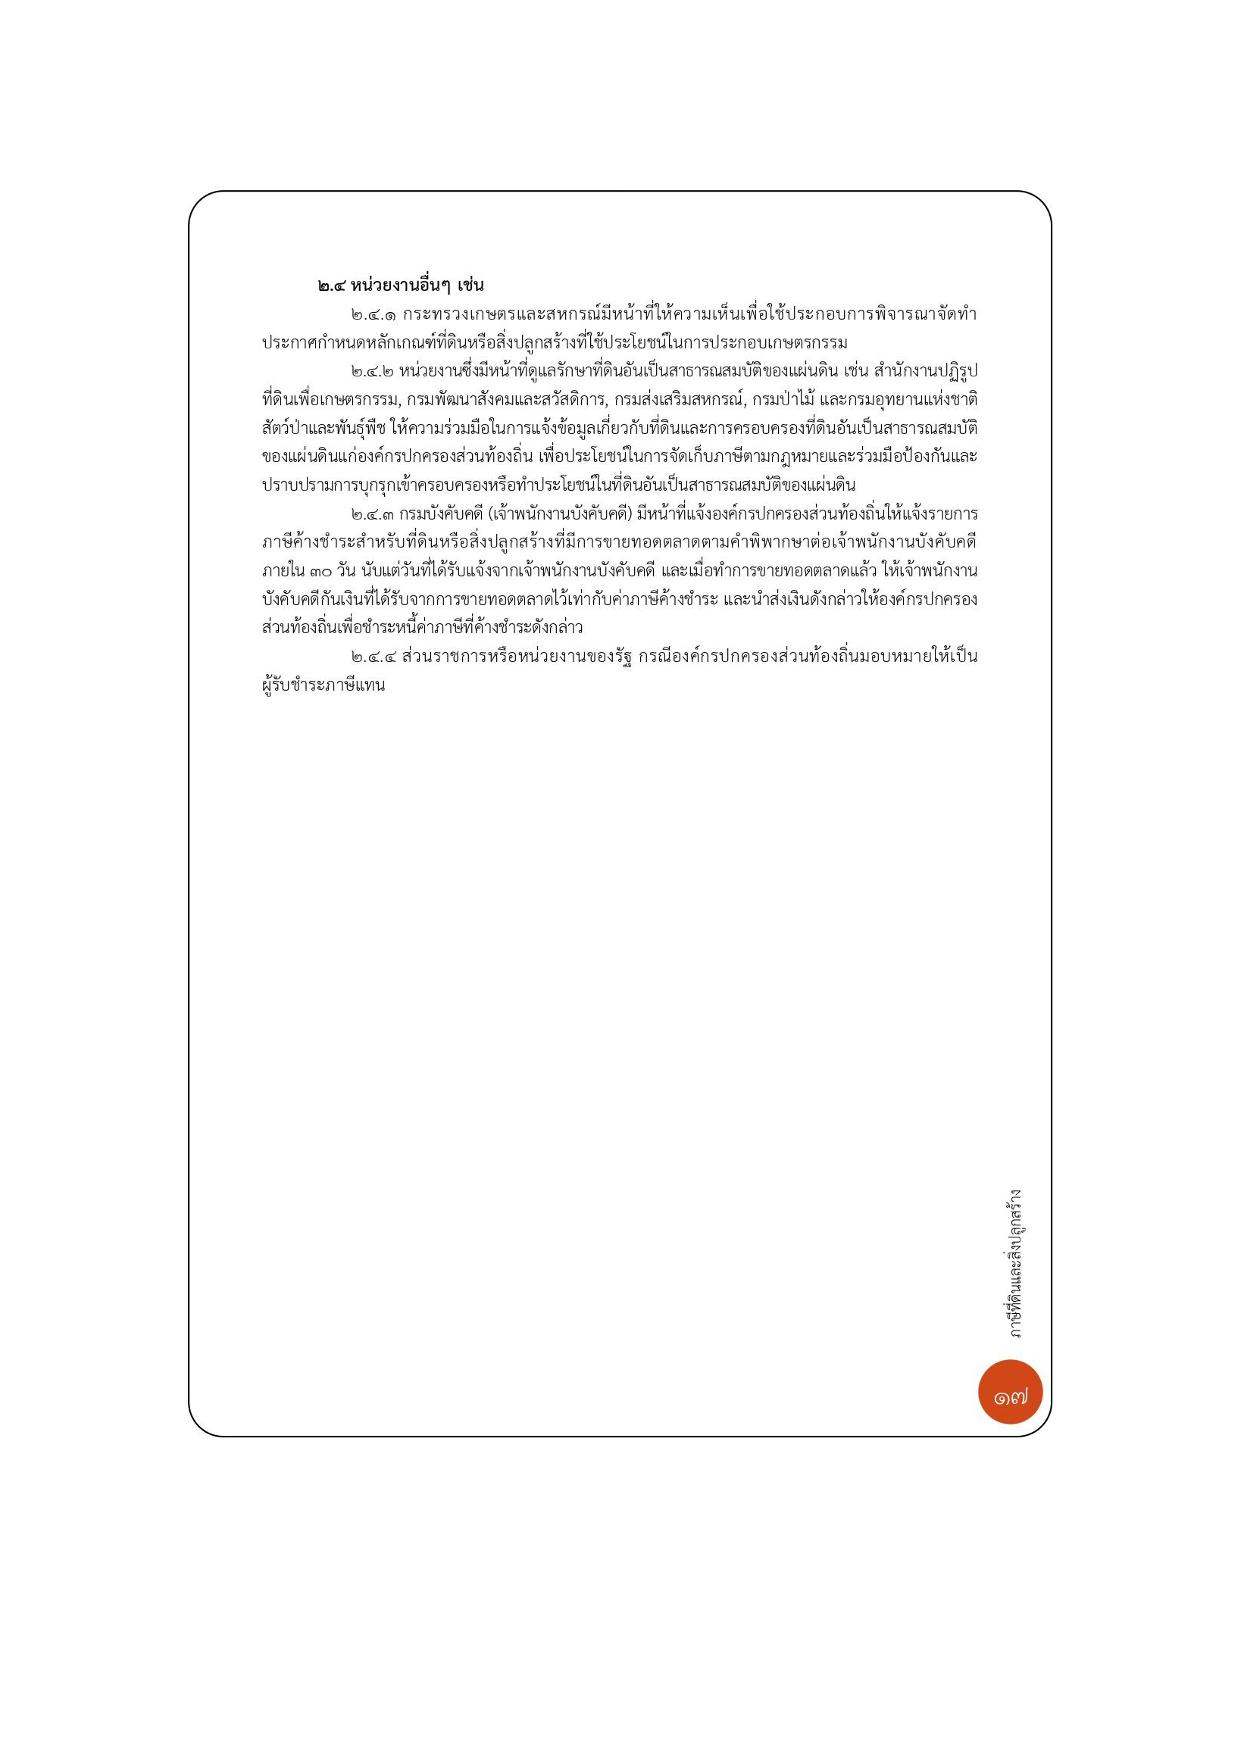 ๒.๔ หน่วยงานอื่นๆ เช่น
๒.๔.๑ กระทรวงเกษตรและสหกรณ์มีหน้าที่ให้ความเห็นเพื่อใช้ประกอบการพิจารณาจัดทำ
ประกาศกำหนดหลักเกณฑ์ที่ดินหรือสิ่งปลูกสร้างที่ใช้ประโยชน์ในการประกอบเกษตรกรรม
๒.๔.๒ หน่วยงานซึ่งมีหน้าที่ดูแลรักษาที่ดินอันเป็นสาธารณสมบัติของแผ่นดิน เช่น สำนักงานปฏิรูป
ที่ดินเพื่อเกษตรกรรม, กรมพัฒนาสังคมและสวัสดิการ, กรมส่งเสริมสหกรณ์, กรมป่าไม้ และกรมอุทยานแห่งชาติ
สัตว์ป่าและพันธุ์พืช ให้ความร่วมมือในการแจ้งข้อมูลเกี่ยวกับที่ดินและการครอบครองที่ดินอันเป็นสาธารณสมบัติ
ของแผ่นดินแก่องค์กรปกครองส่วนท้องถิ่น เพื่อประโยชน์ในการจัดเก็บภาษีตามกฎหมายและร่วมมือป้องกันและ
ปราบปรามการบุกรุกเข้าครอบครองหรือทำประโยชน์ในที่ดินอันเป็นสาธารณสมบัติของแผ่นดิน
๒.๔.๓ กรมบังคับคดี (เจ้าพนักงานบังคับคดี) มีหน้าที่แจ้งองค์กรปกครองส่วนท้องถิ่นให้แจ้งรายการ
ภาษีค้างชำระสำหรับที่ดินหรือสิ่งปลูกสร้างที่มีการขายทอดตลาดตามคำพิพากษาต่อเจ้าพนักงานบังคับคดี
ภายใน ๓๐ วัน นับแต่วันที่ได้รับแจ้งจากเจ้าพนักงานบังคับคดี และเมื่อทำการขายทอดตลาดแล้ว ให้เจ้าพนักงาน
บังคับคดีกันเงินที่ได้รับจากการขายทอดตลาดไว้เท่ากับค่าภาษีค้างชำระ และนำส่งเงินดังกล่าวให้องค์กรปกครอง
ส่วนท้องถิ่นเพื่อชำระหนี้ค่าภาษีที่ค้างชำระดังกล่าว
๒.๔.๔ ส่วนราชการหรือหน่วยงานของรัฐ กรณีองค์กรปกครองส่วนท้องถิ่นมอบหมายให้เป็น
ผู้รับชำระภาษีแทน
ภาษีที่ดินและสิ่งปลูกสร้าง
๑๗